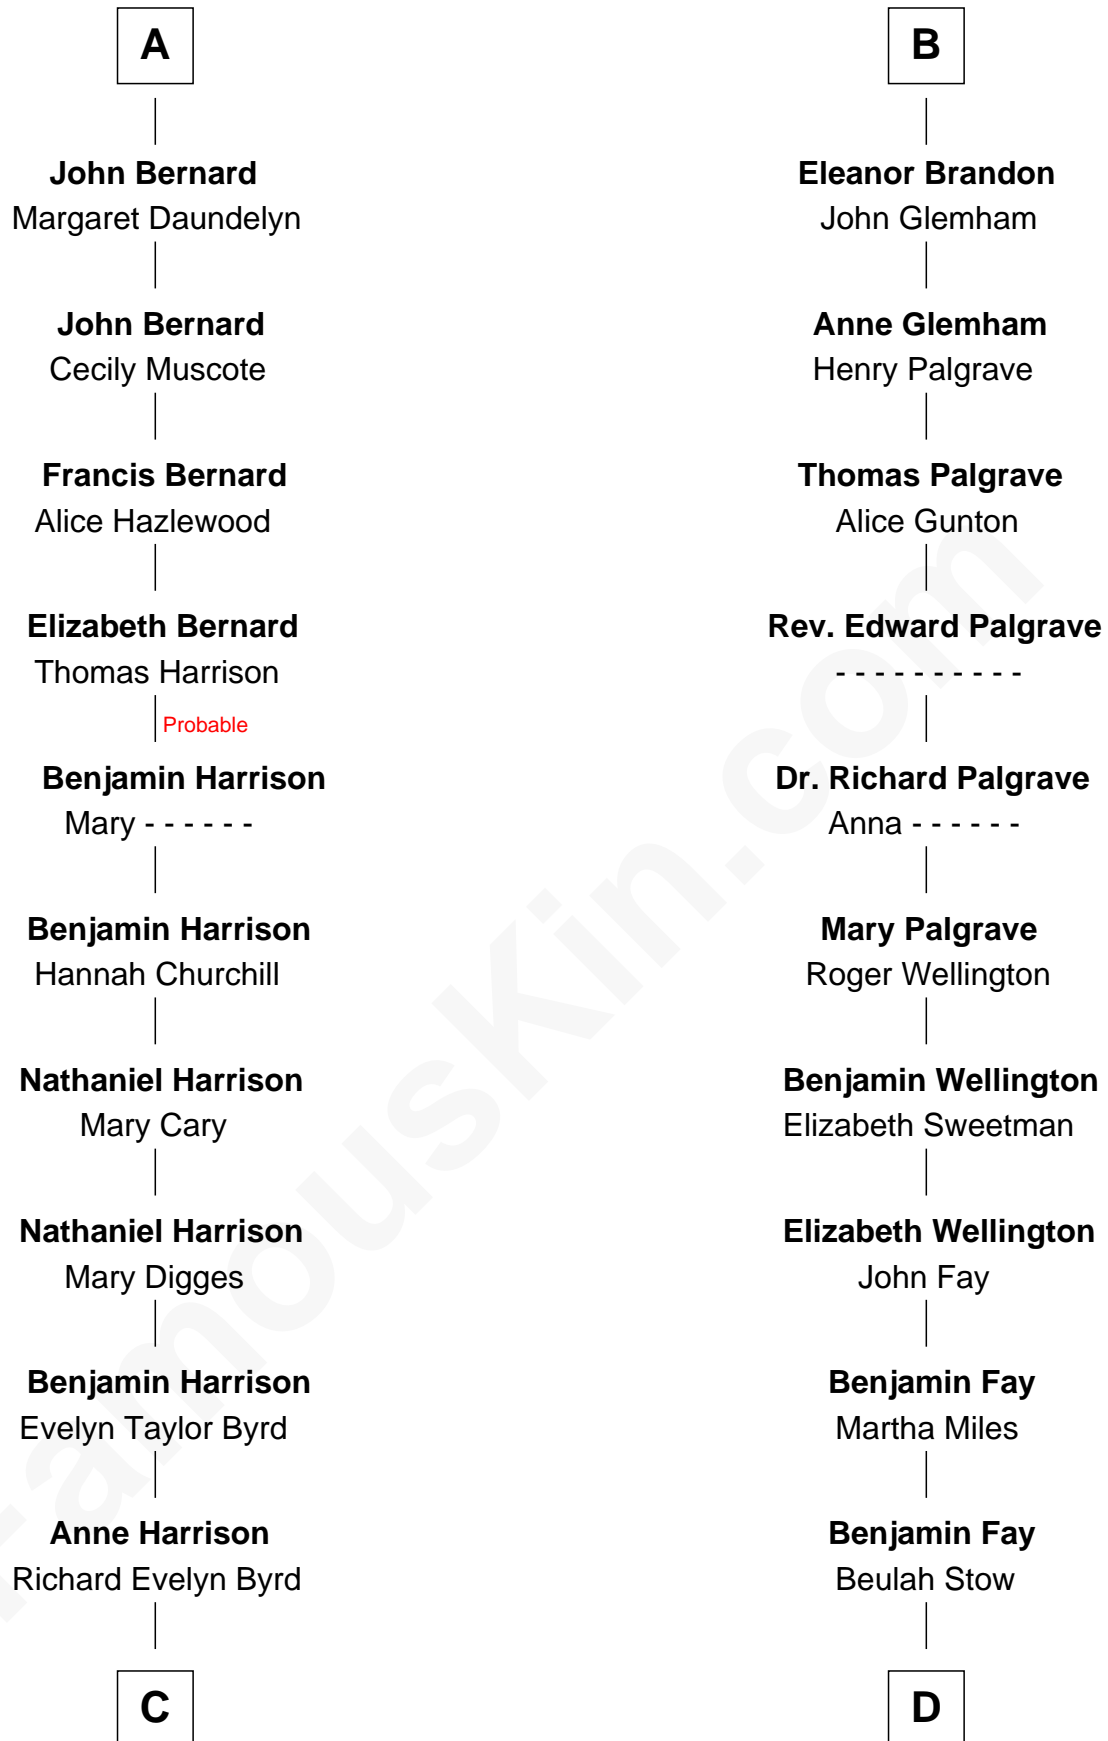 A
John Bernard
Margaret Daundelyn
John Bernard
Cecily Muscote
Francis Bernard
Alice Hazlewood
Elizabeth Bernard
Thomas Harrison
Probable
Benjamin Harrison
Mary - - - - - -
Benjamin Harrison
Hannah Churchill
Nathaniel Harrison
Mary Cary
Nathaniel Harrison
Mary Digges
Benjamin Harrison
Evelyn Taylor Byrd
Anne Harrison
Richard Evelyn Byrd
C
B
Eleanor Brandon
John Glemham
Anne Glemham
Henry Palgrave
Thomas Palgrave
Alice Gunton
Rev. Edward Palgrave
- - - - - - - - - -
Dr. Richard Palgrave
Anna - - - - - -
Mary Palgrave
Roger Wellington
Benjamin Wellington
Elizabeth Sweetman
Elizabeth Wellington
John Fay
Benjamin Fay
Martha Miles
Benjamin Fay
Beulah Stow
D
FamousKin.com